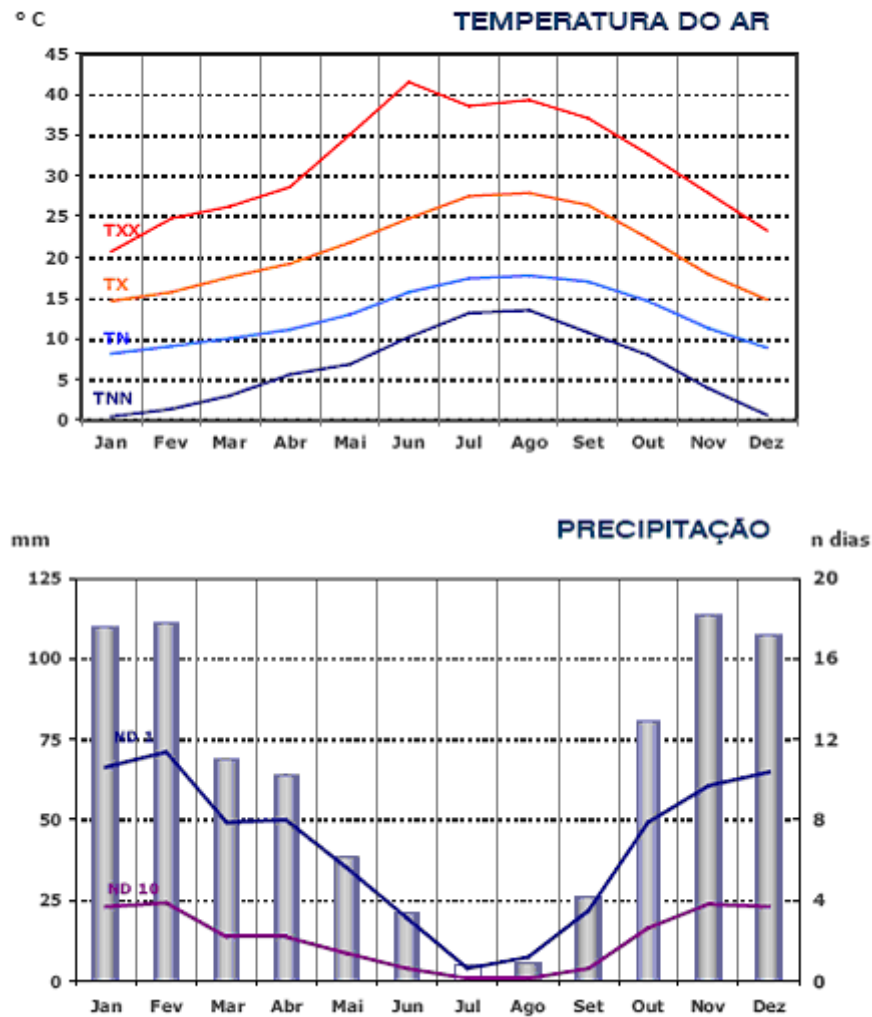 ° C
TEMPERATURA DO AR
45
40
35
30
25
20
15
10
5
0
TXX
TX
TN
TNN
Jan Fev Mar Abr Mai Jun Jul Ago Set Out Nov Dez
PRECIPITAÇÃO
mm
n dias
125 20
100 16
75 12
50 8
25 4
0 0
ND 1
ND 10
Jan Fev Mar Abr Mai Jun Jul Ago Set Out Nov Dez